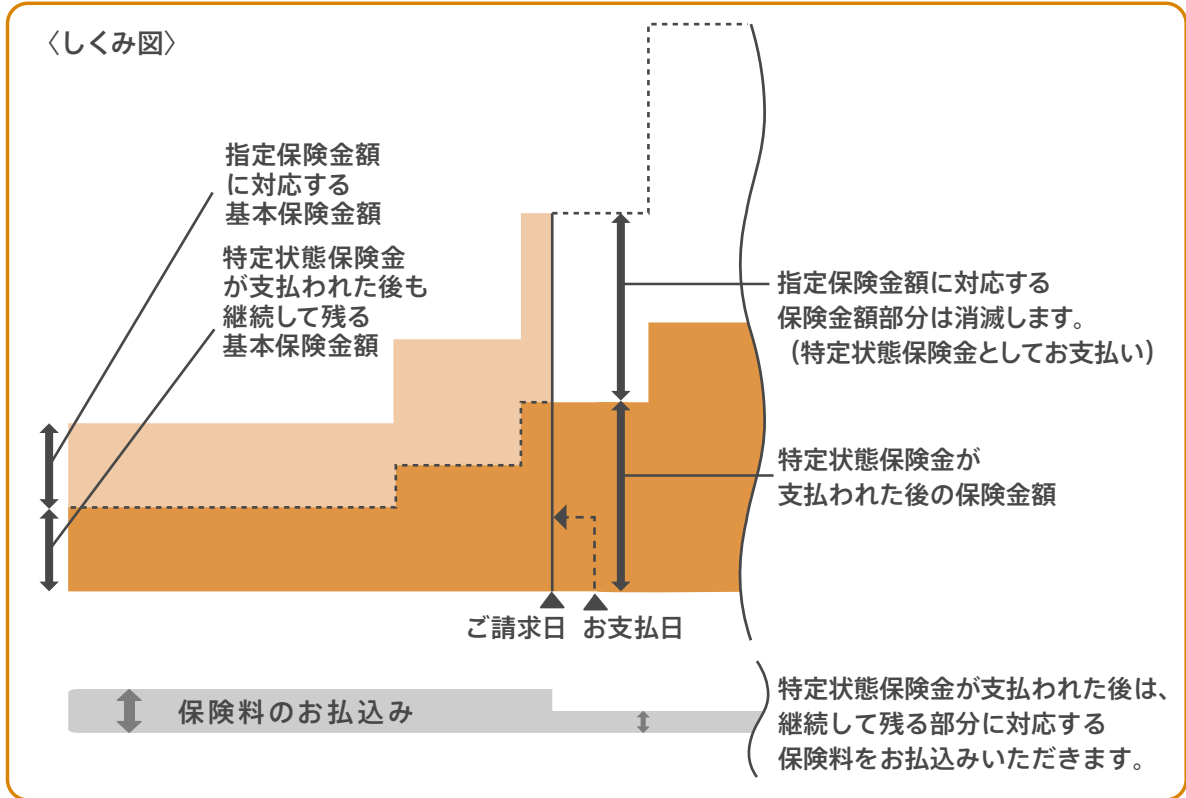 〈しくみ図〉
指定保険金額
に対応する
基本保険金額
特定状態保険金
が支払われた後も
継続して残る
基本保険金額
指定保険金額に対応する
保険金額部分は消滅します。
（特定状態保険金としてお支払い）
特定状態保険金が
支払われた後の保険金額
ご請求日 お支払日
保険料のお払込み
特定状態保険金が支払われた後は、
継続して残る部分に対応する
保険料をお払込みいただきます。